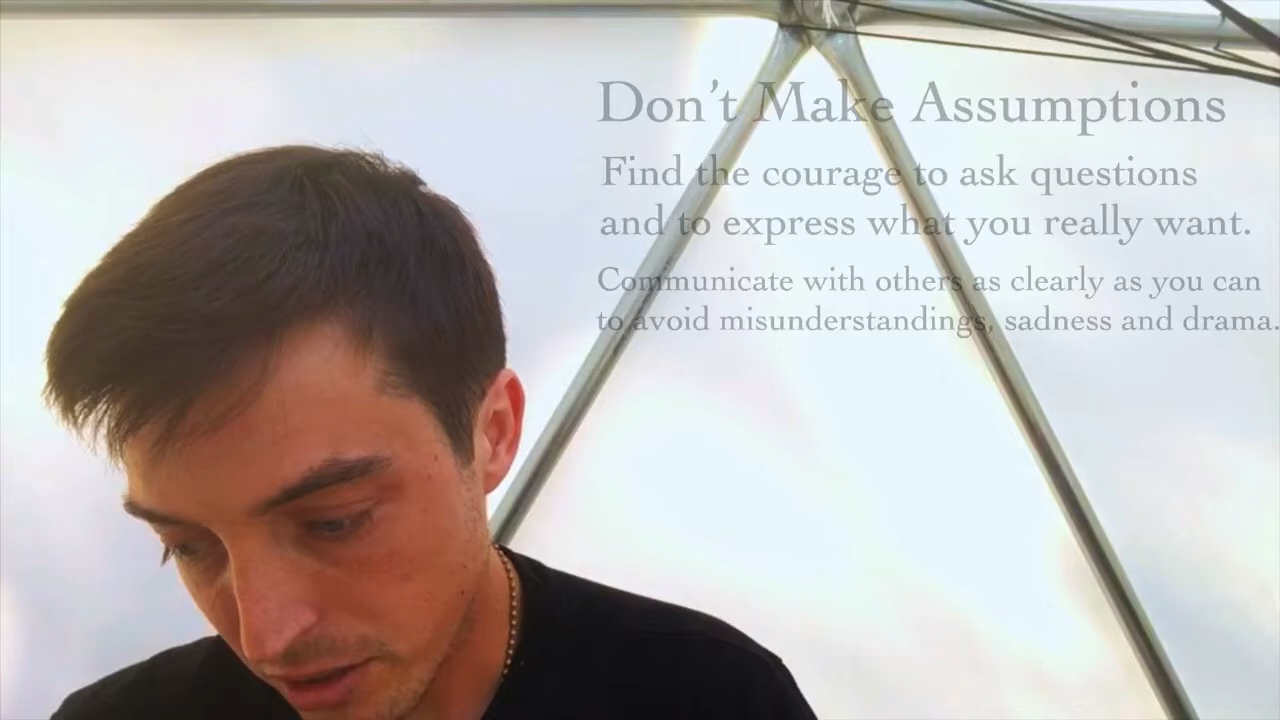 Don't Make Assumptions
Find the courage to ask questions
and to express what you really want.
Communicate with others as clearly as you can
to avoid misunderstandings, sadness and drama.